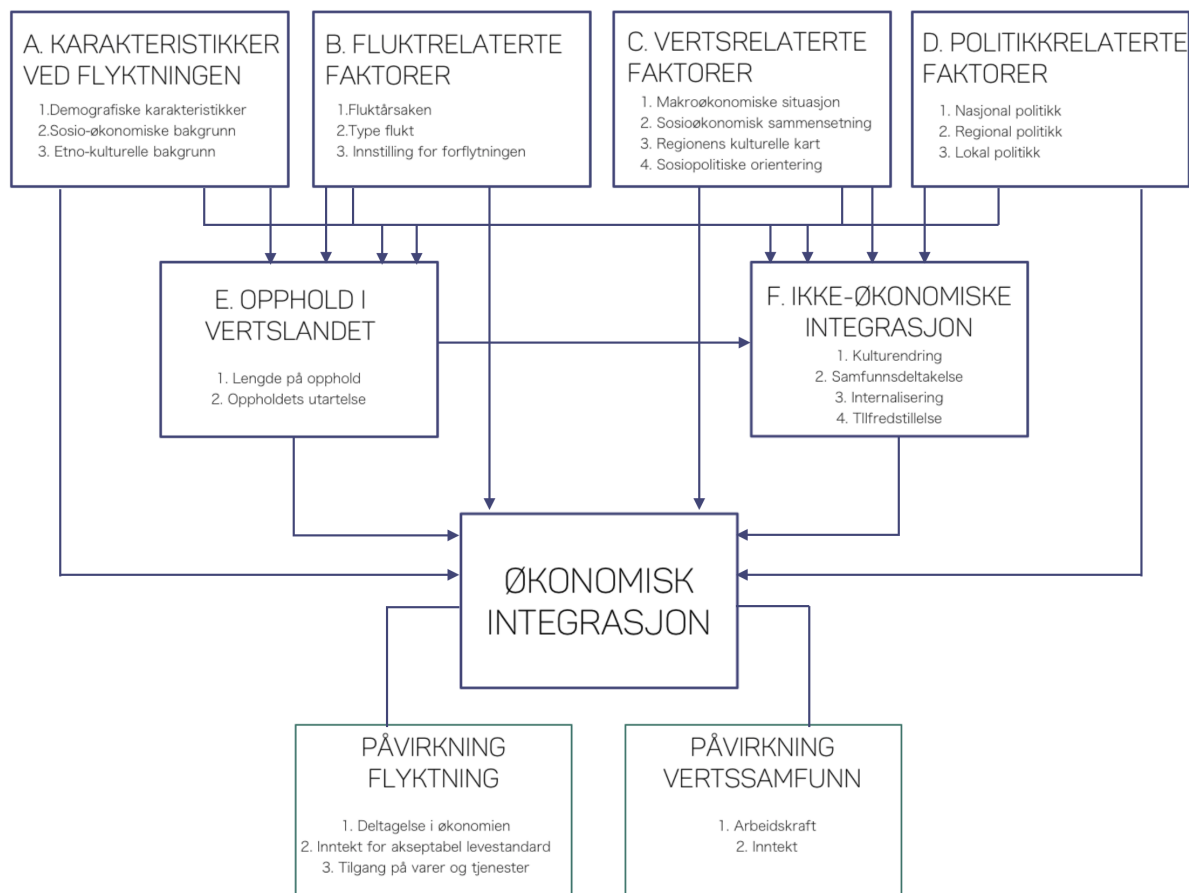 A. KARAKTERISTIKKER
VED FLYKTNINGEN
1.Demografiske karakteristikker
2.Sosio-økonomiske bakgrunn
3. Etno-kulturelle bakgrunn
B. FLUKTRELATERTE
FAKTORER
1.Fluktårsaken
2.Type flukt
3. Innstilling for forflytningen
C. VERTSRELATERTE
FAKTORER
1. Makroøkonomiske situasjon
2. Sosioøkonomisk sammensetning
3. Regionens kulturelle kart
4. Sosiopolitiske orientering
D. POLITIKKRELATERTE
FAKTORER
1. Nasjonal politikk
2. Regional politikk
3. Lokal politikk
E. OPPHOLD I
VERTSLANDET
1. Lengde på opphold
2. Oppholdets utartelse
F. IKKE-ØKONOMISKE
INTEGRASJON
1. Kulturendring
2. Samfunnsdeltakelse
3. Internalisering
4. TIlfredstillelse
ØKONOMISK
INTEGRASJON
PÅVIRKNING
FLYKTNING
1. Deltagelse i økonomien
2. Inntekt for akseptabel levestandard
3. Tilgang på varer og tjenester
PÅVIRKNING
VERTSSAMFUNN
1. Arbeidskraft
2. Inntekt